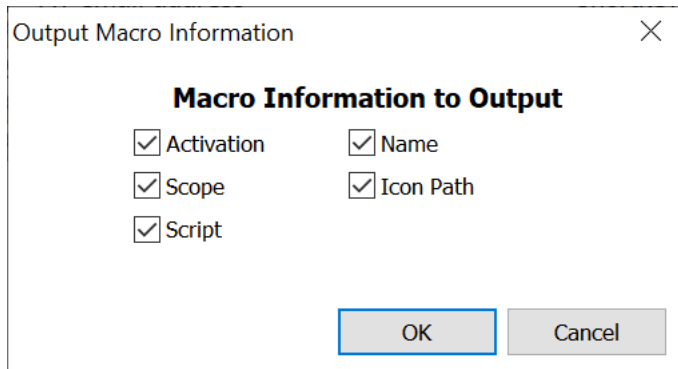 Output Macro Information
Macro Information to Output
Activation
Name
Scope
Icon Path
Script
OK
Cancel